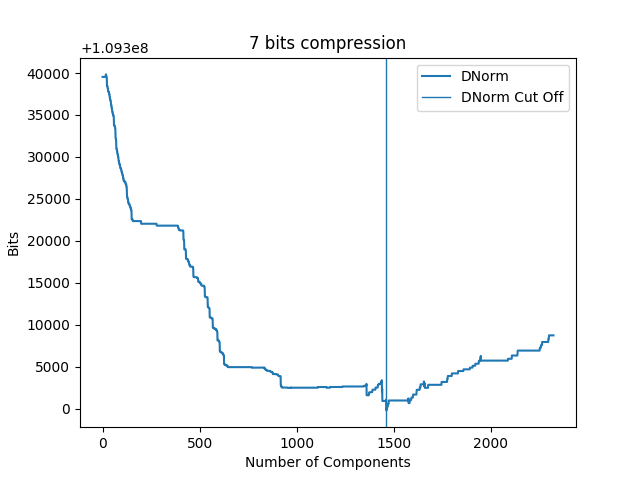 7 bits compression
+1.093e8
40000
35000
30000
25000
20000
15000
10000
5000
0
Bits
DNorm
DNorm Cut Off
0 500 1000 1500 2000
Number of Components